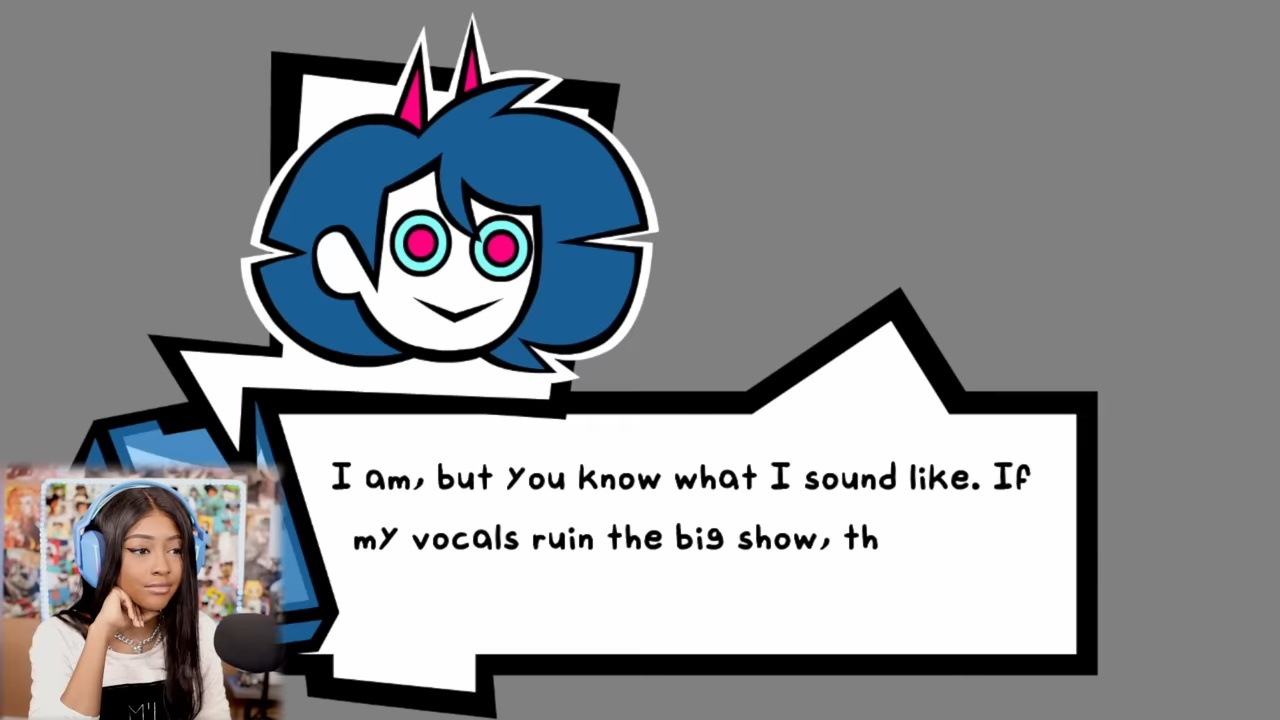 I am, but you know what I sound like. If
my vocals ruin the big show, th